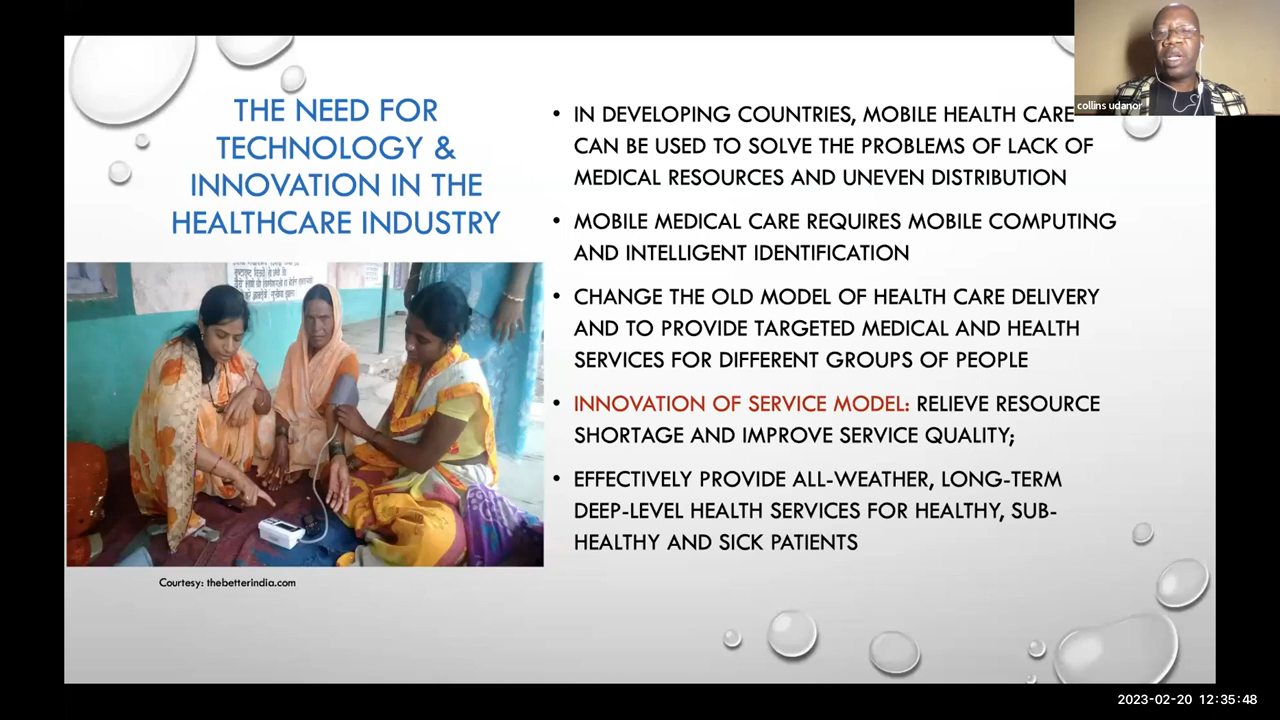 THE NEED FOR
TECHNOLOGY &
INNOVATION IN THE
HEALTHCARE INDUSTRY
Courtesy: thebetterindia.com
• IN DEVELOPING COUNTRIES, MOBILE HEALTH CARE
CAN BE USED TO SOLVE THE PROBLEMS OF LACK OF
MEDICAL RESOURCES AND UNEVEN DISTRIBUTION
• MOBILE MEDICAL CARE REQUIRES MOBILE COMPUTING
AND INTELLIGENT IDENTIFICATION
• CHANGE THE OLD MODEL OF HEALTH CARE DELIVERY
AND TO PROVIDE TARGETED MEDICAL AND HEALTH
SERVICES FOR DIFFERENT GROUPS OF PEOPLE
• INNOVATION OF SERVICE MODEL: RELIEVE RESOURCE
SHORTAGE AND IMPROVE SERVICE QUALITY;
• EFFECTIVELY PROVIDE ALL-WEATHER, LONG-TERM
DEEP-LEVEL HEALTH SERVICES FOR HEALTHY, SUB-
HEALTHY AND SICK PATIENTS
collins udanor
2023-02-20 12:35:48